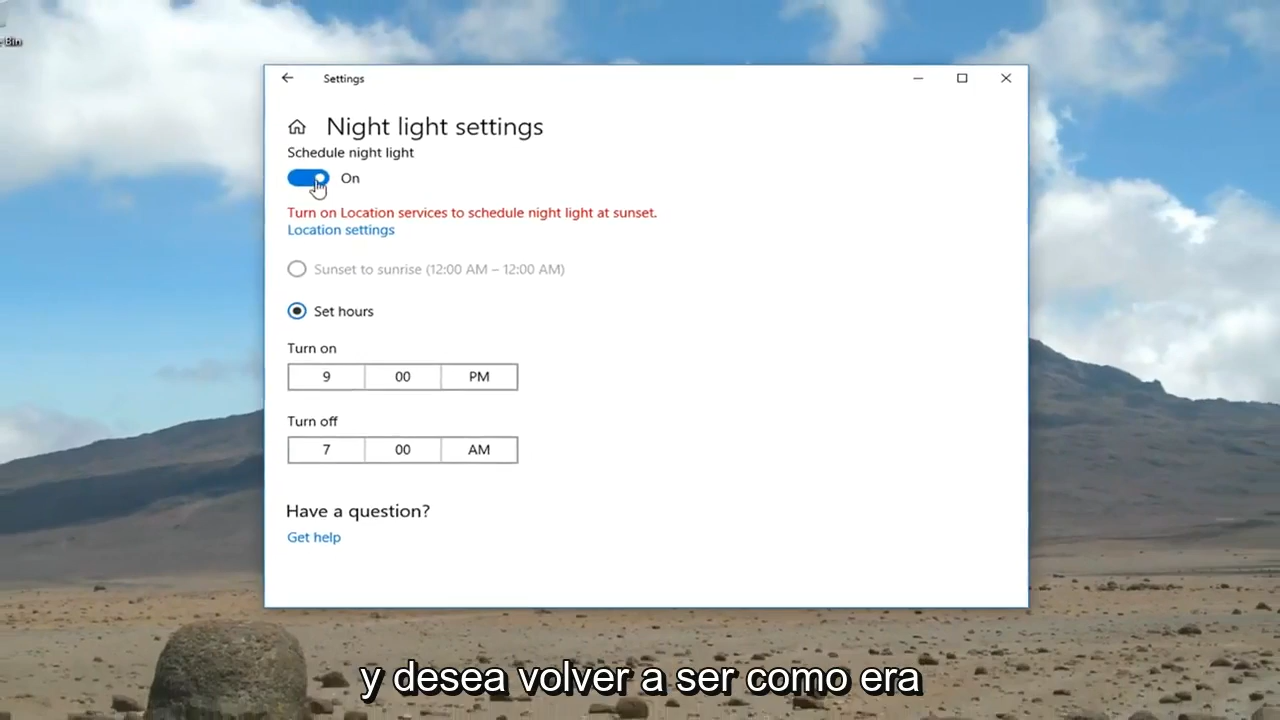 Bin
Settings
Night light settings
Schedule night light
On
Turn on Location services to schedule night light at sunset.
Location settings
Sunset to sunrise (12:00 AM – 12:00 AM)
Set hours
Turn on
9 00 PM
Turn off
7 00 AM
Have a question?
Get help
y desea volver a ser como era